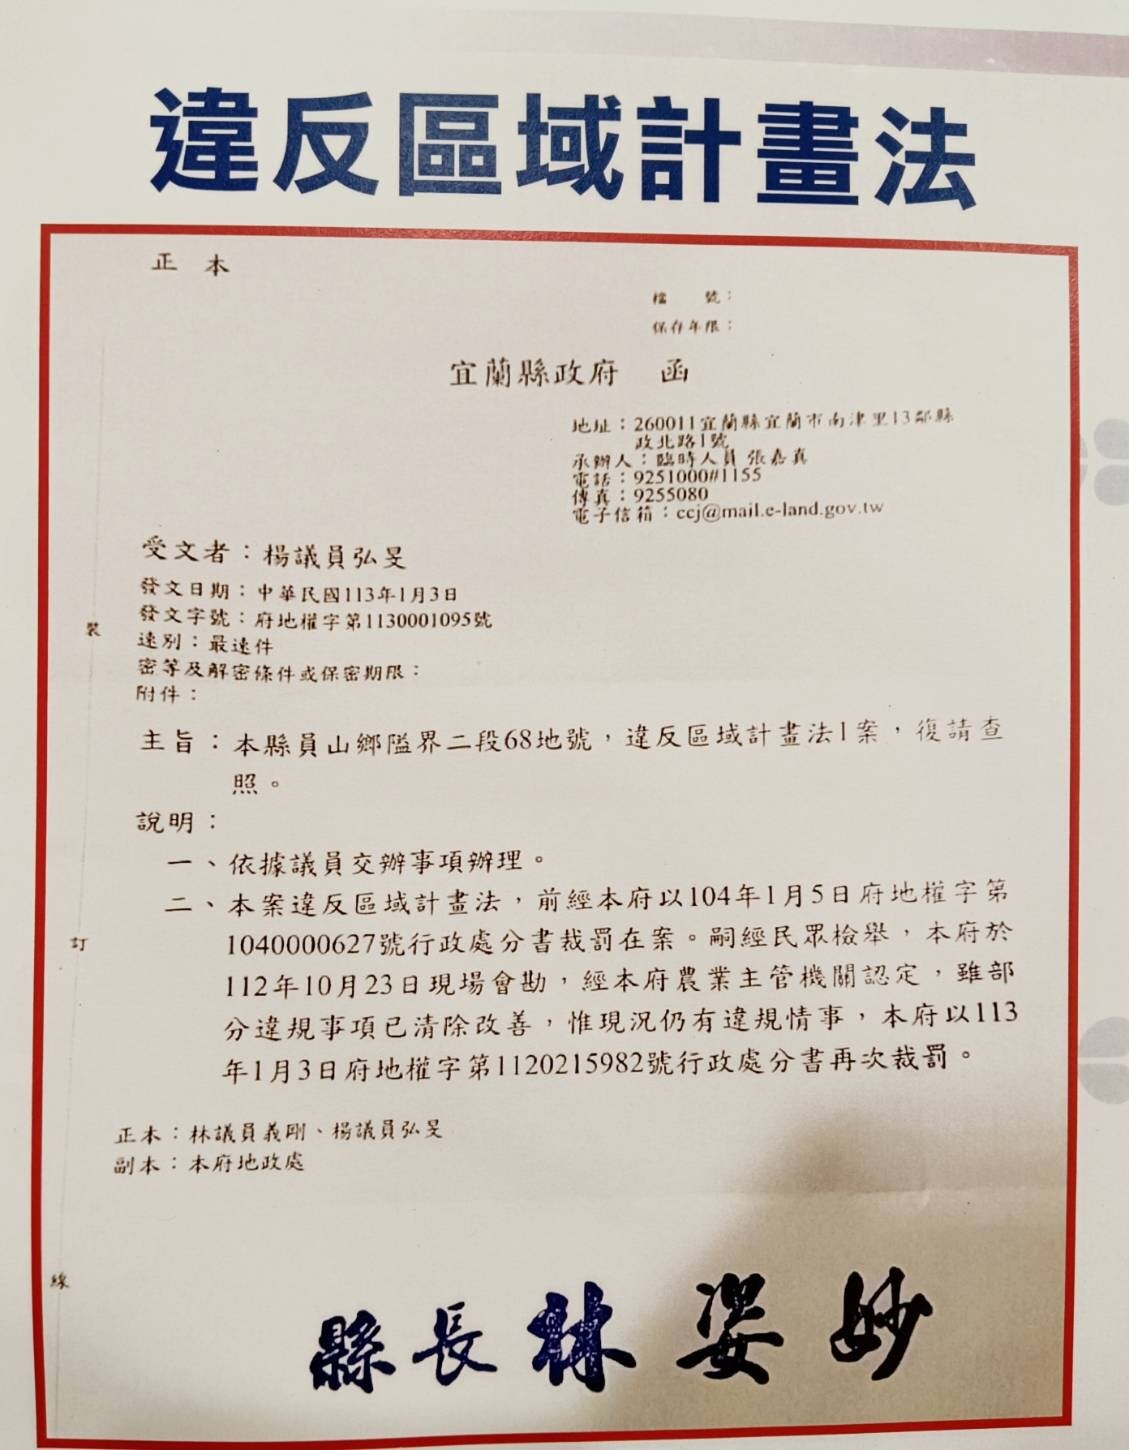 違反區域計畫法
正 本
檔 號：
保存年限：
宜蘭縣政府 函
地址：260011宜蘭縣宜蘭市南津里13鄰縣
政北路1號
承辦人：臨時人員 張嘉真
電話：9251000#1155
傳真：9255080
電子信箱：ccj@mail.e-land.gov.tw
受文者：楊議員弘旻
發文日期：中華民國113年1月3日
發文字號：府地權字第1130001095號
速別：最速件
密等及解密條件或保密期限：
附件：
主旨：本縣員山鄉隘界二段68地號，違反區域計畫法1案，復請查
照。
說明：
一、依據議員交辦事項辦理。
二、本案違反區域計畫法，前經本府以104年1月5日府地權字第
1040000627號行政處分書裁罰在案。嗣經民眾檢舉，本府於
112年10月23日現場會勘，經本府農業主管機關認定，雖部
分違規事項已清除改善，惟現況仍有違規情事，本府以113
年1月3日府地權字第1120215982號行政處分書再次裁罰。
正本：林議員義剛、楊議員弘旻
副本：本府地政處
裝
訂
線
縣長林姿妙